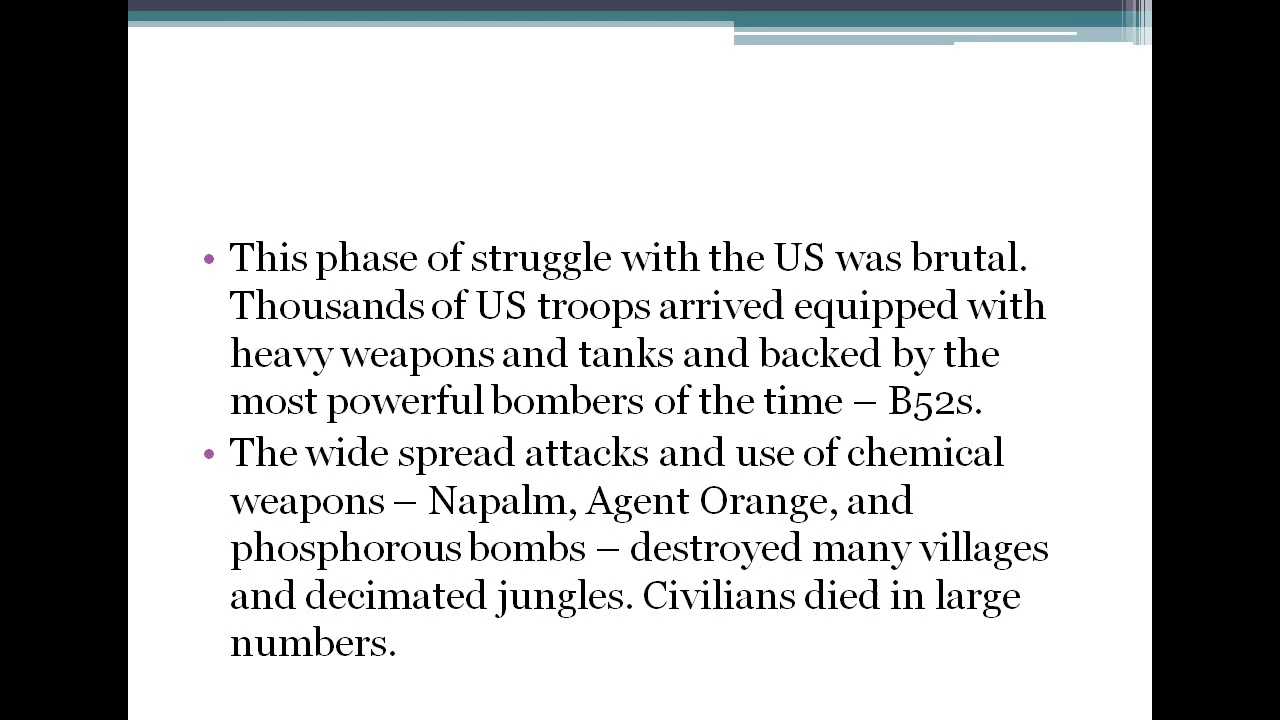 • This phase of struggle with the US was brutal.
Thousands of US troops arrived equipped with
heavy weapons and tanks and backed by the
most powerful bombers of the time – B52s.
• The wide spread attacks and use of chemical
weapons – Napalm, Agent Orange, and
phosphorous bombs – destroyed many villages
and decimated jungles. Civilians died in large
numbers.